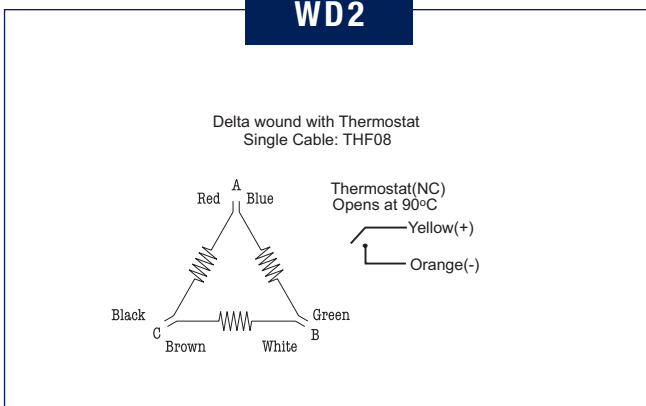 WD2
Delta wound with Thermostat
Single Cable: THF08
Thermostat(NC)
Opens at 90°C
Yellow(+)
Orange(-)
A
Red
Blue
Black
C
Brown
White
Green
B